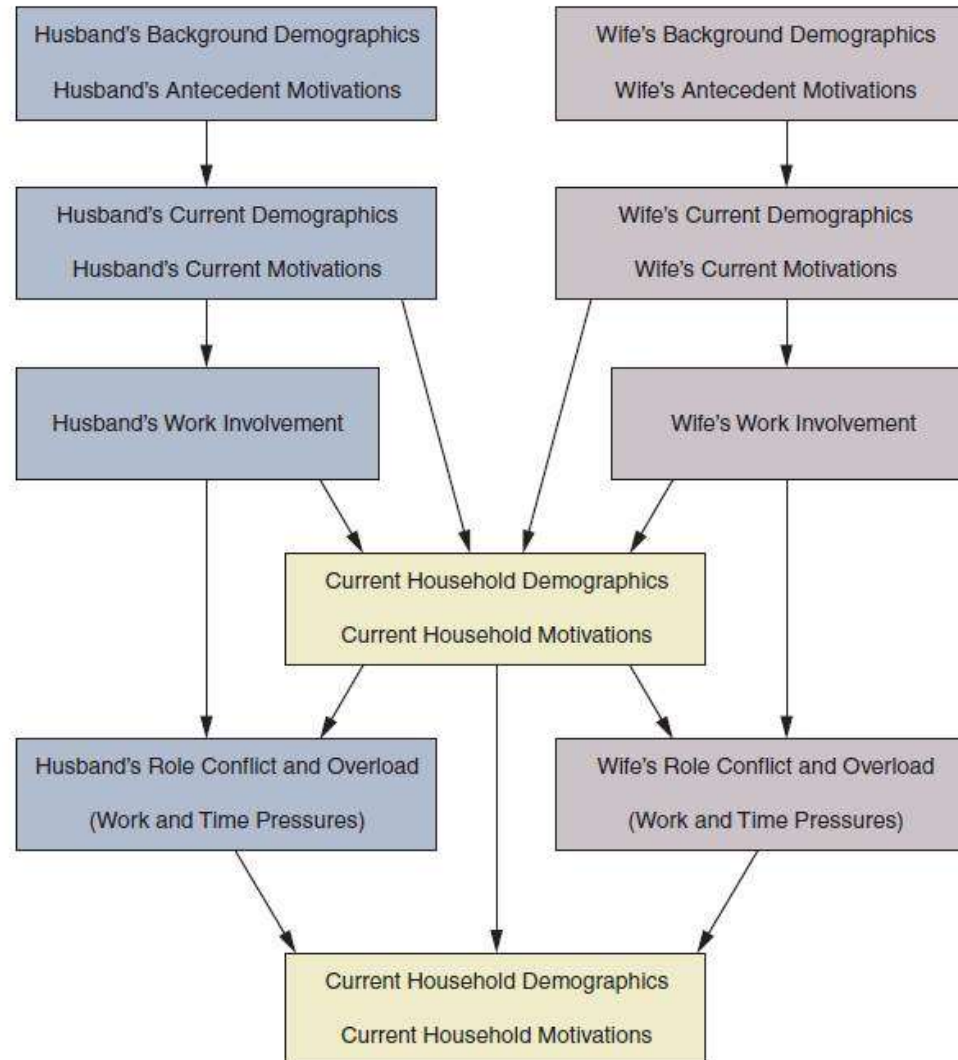 Husband's Background Demographics
Husband's Antecedent Motivations
Wife's Background Demographics
Wife's Antecedent Motivations
Husband's Current Demographics
Husband's Current Motivations
Wife's Current Demographics
Wife's Current Motivations
Husband's Work Involvement
Wife's Work Involvement
Current Household Demographics
Current Household Motivations
Husband's Role Conflict and Overload
(Work and Time Pressures)
Wife's Role Conflict and Overload
(Work and Time Pressures)
Current Household Demographics
Current Household Motivations